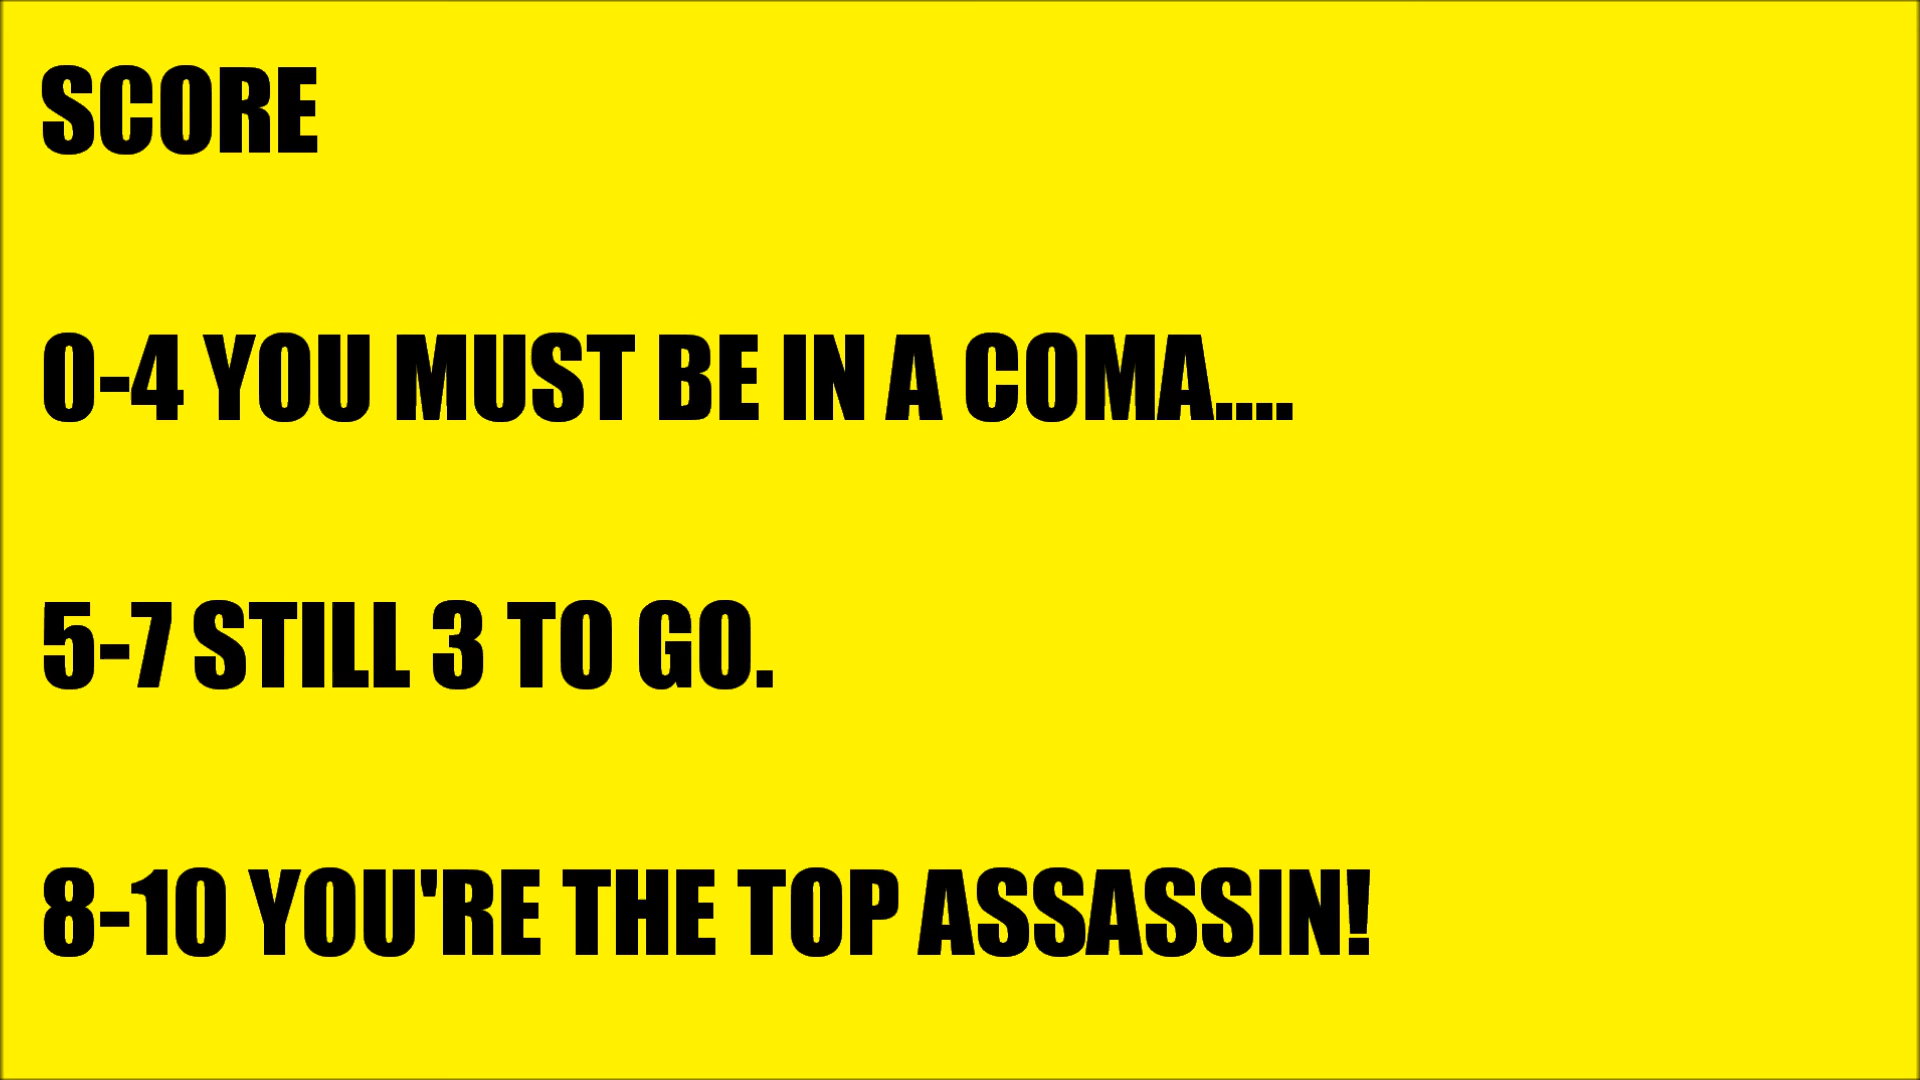 SCORE
0-4 YOU MUST BE IN A COMA....
5-7 STILL 3 TO GO.
8-10 YOU'RE THE TOP ASSASSIN!